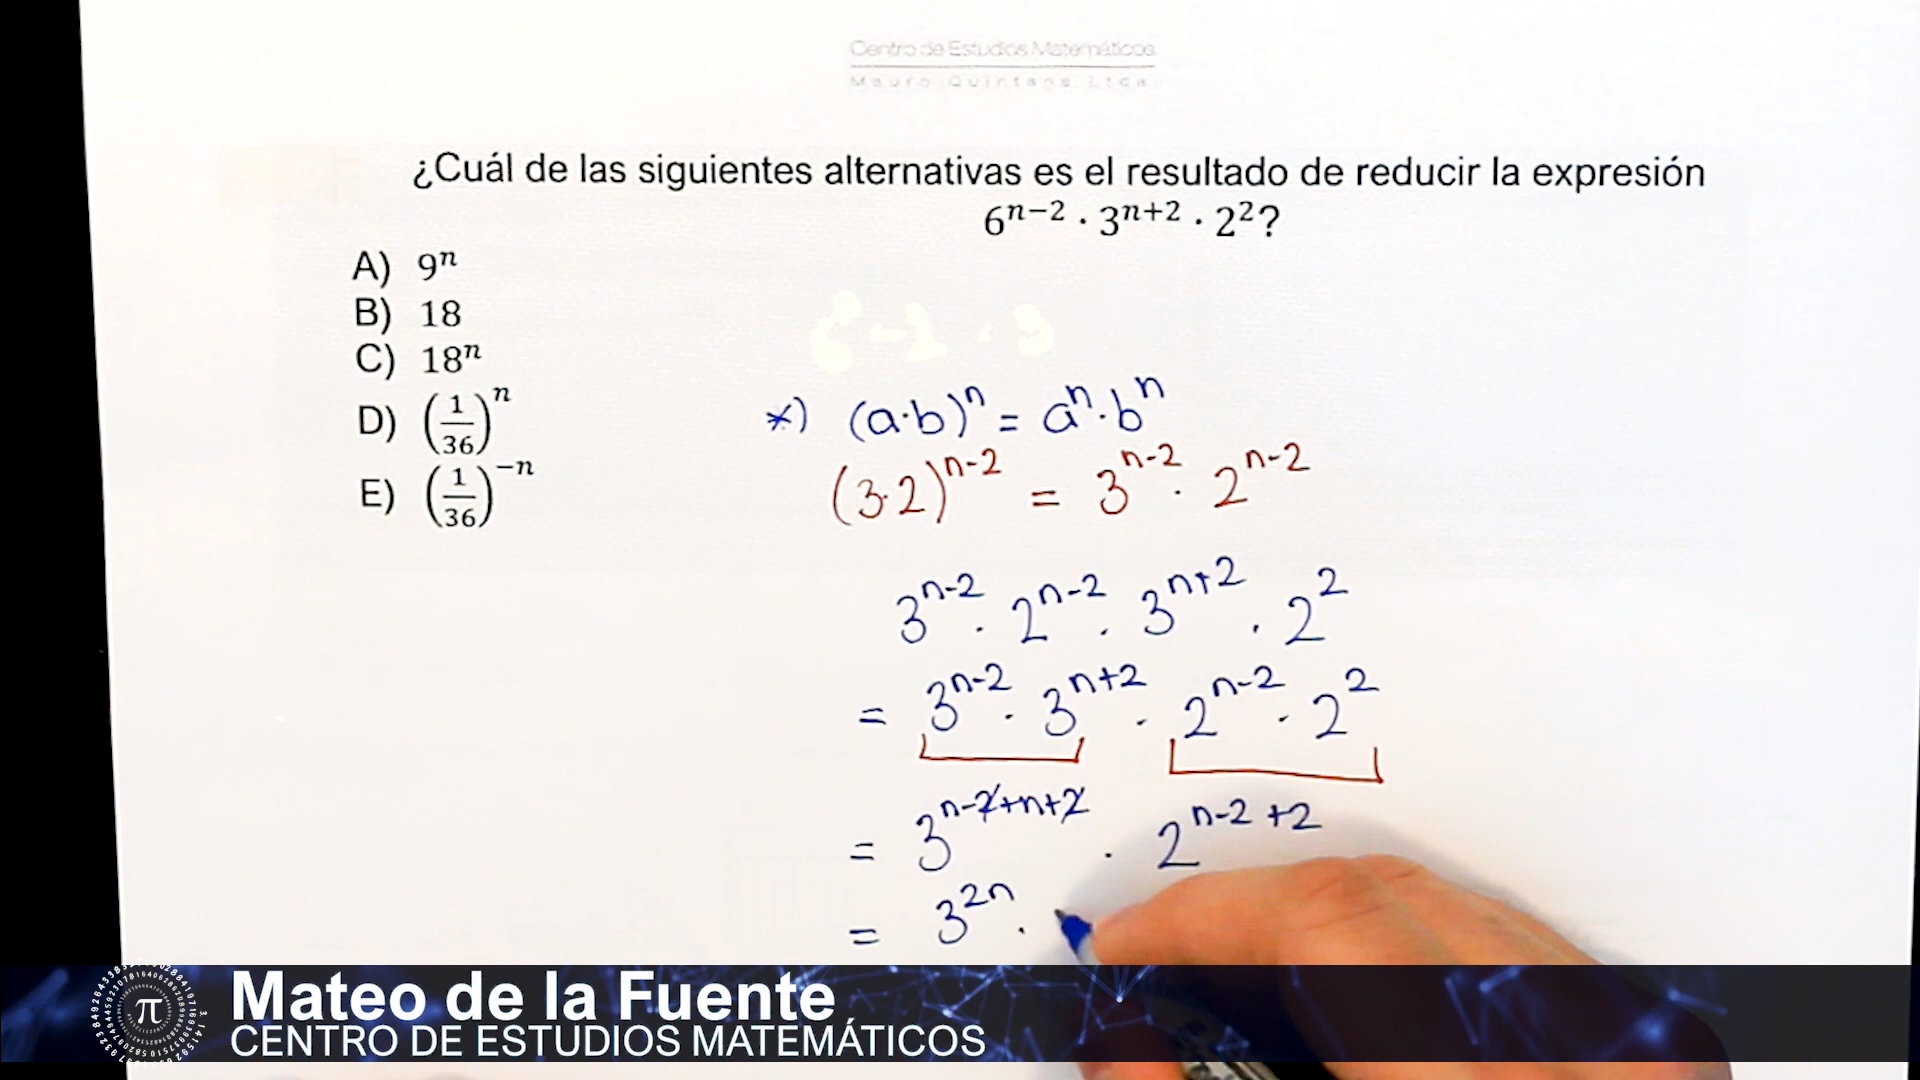 Centro de Estudios Matemáticos
Mauro Quintana Ltda
¿Cuál de las siguientes alternativas es el resultado de reducir la expresión
6^{n−2} · 3^{n+2} · 2^2?
A) 9^n
B) 18
C) 18^n
D) (1/36)^n
E) (1/36)^{−n}
*) (a·b)^n = a^n · b^n
(3·2)^{n-2} = 3^{n-2} · 2^{n-2}
3^{n-2} · 2^{n-2} · 3^{n+2} · 2^2
= 3^{n-2} · 3^{n+2} · 2^{n-2} · 2^2
= 3^{n-2+n+2} · 2^{n-2+2}
= 3^{2n} ·
Mateo de la Fuente
CENTRO DE ESTUDIOS MATEMÁTICOS